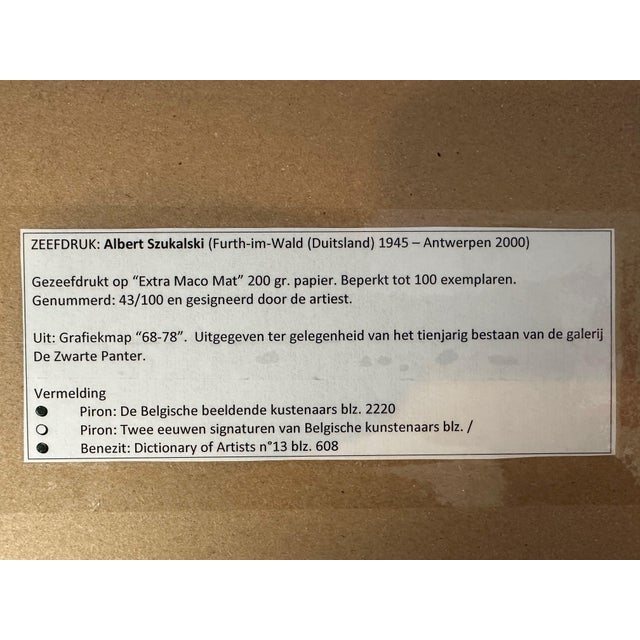 ZEEFDRUK: Albert Szukalski (Furth-im-Wald (Duitsland) 1945 – Antwerpen 2000)
Gezeefdrukt op “Extra Maco Mat” 200 gr. papier. Beperkt tot 100 exemplaren.
Genummerd: 43/100 en gesigneerd door de artiest.
Uit: Grafiekmap “68-78”. Uitgegeven ter gelegenheid van het tienjarig bestaan van de galerij
De Zwarte Panter.
Vermelding
● Piron: De Belgische beeldende kustenaars blz. 2220
○ Piron: Twee eeuwen signaturen van Belgische kunstenaars blz. /
● Benezit: Dictionary of Artists n°13 blz. 608